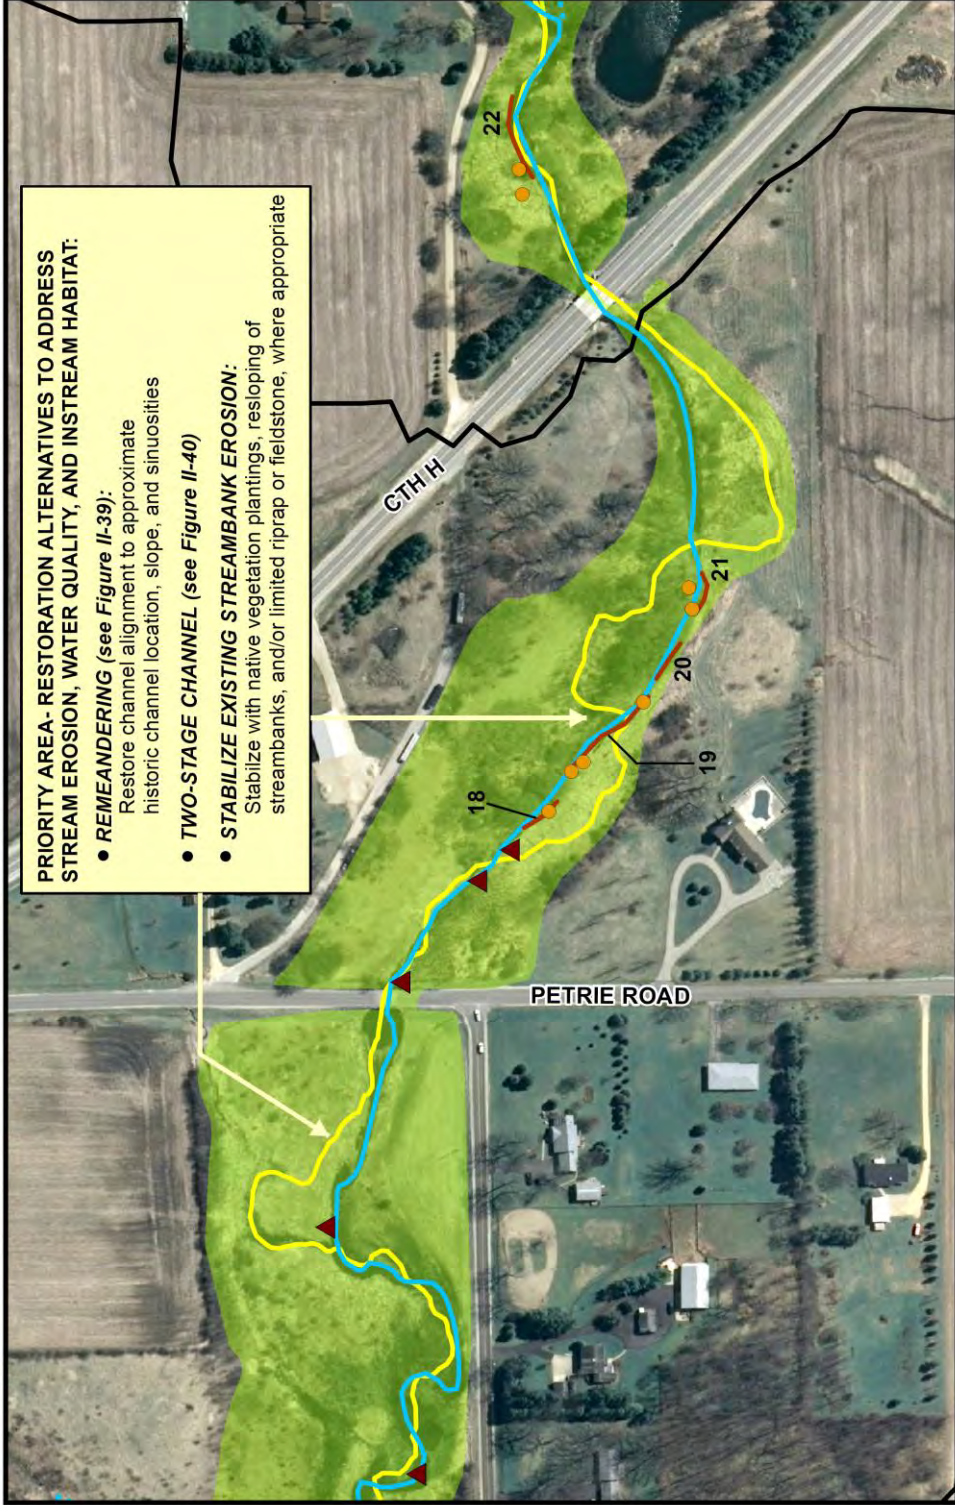 PRIORITY AREA- RESTORATION ALTERNATIVES TO ADDRESS
STREAM EROSION, WATER QUALITY, AND INSTREAM HABITAT:
• REMEANDERING (see Figure II-39):
Restore channel alignment to approximate
historic channel location, slope, and sinuosities
• TWO-STAGE CHANNEL (see Figure II-40)
• STABILIZE EXISTING STREAMBANK EROSION:
Stabilze with native vegetation plantings, resloping of
streambanks, and/or limited riprap or fieldstone, where appropriate
CTH H
PETRIE ROAD
18
19
20
21
22